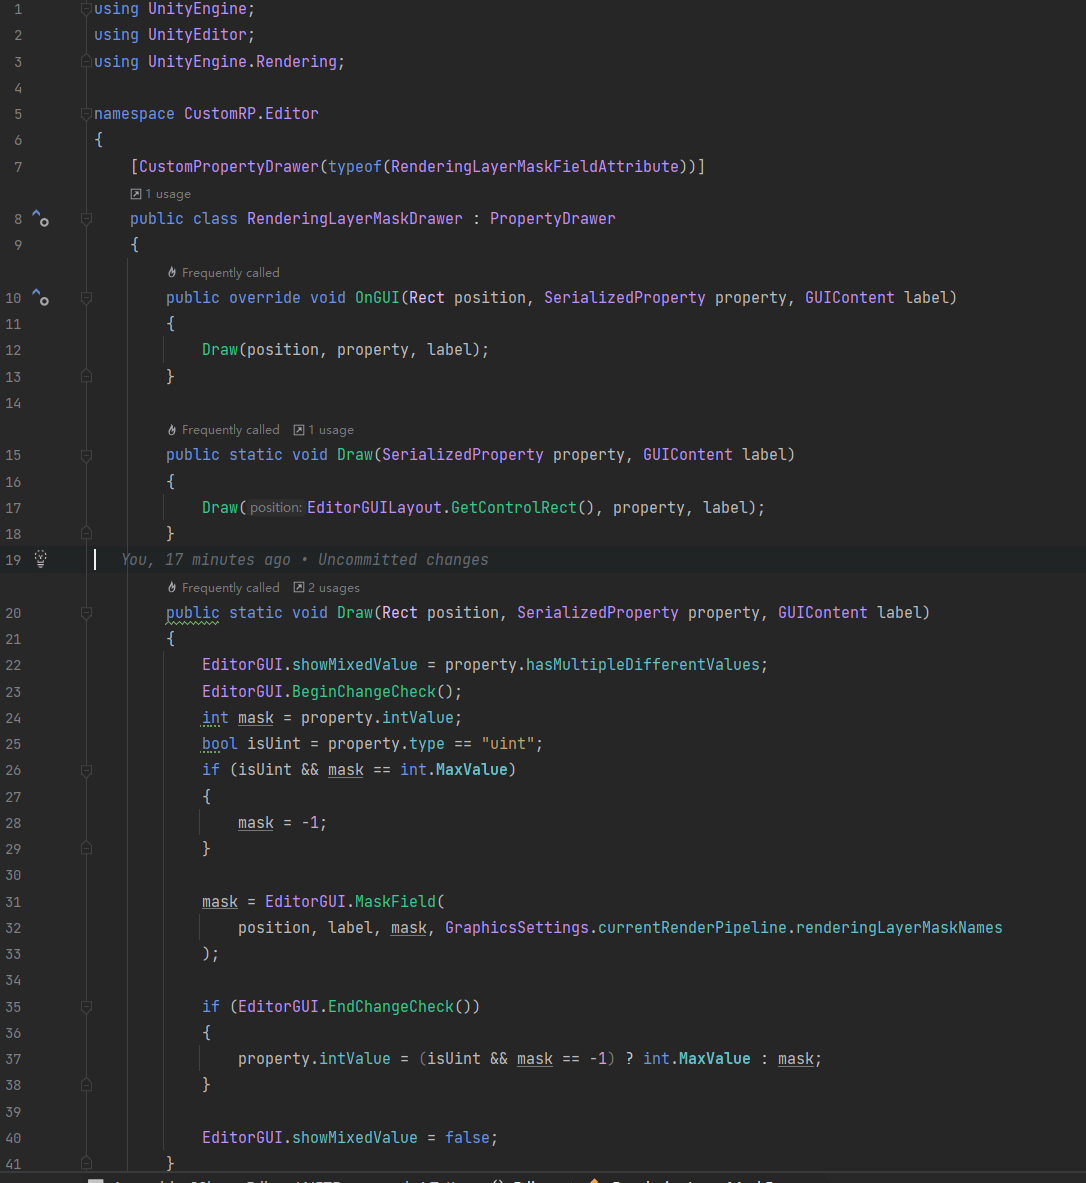 1 using UnityEngine;
2 using UnityEditor;
3 using UnityEngine.Rendering;
4
5 namespace CustomRP.Editor
6 {
7 [CustomPropertyDrawer(typeof(RenderingLayerMaskFieldAttribute))]
1 usage
8 public class RenderingLayerMaskDrawer : PropertyDrawer
9 {
Frequently called
10 public override void OnGUI(Rect position, SerializedProperty property, GUIContent label)
11 {
12 Draw(position, property, label);
13 }
14
Frequently called 1 usage
15 public static void Draw(SerializedProperty property, GUIContent label)
16 {
17 Draw( position: EditorGUILayout.GetControlRect(), property, label);
18 }
19 You, 17 minutes ago • Uncommitted changes
Frequently called 2 usages
20 public static void Draw(Rect position, SerializedProperty property, GUIContent label)
21 {
22 EditorGUI.showMixedValue = property.hasMultipleDifferentValues;
23 EditorGUI.BeginChangeCheck();
24 int mask = property.intValue;
25 bool isUint = property.type == "uint";
26 if (isUint && mask == int.MaxValue)
27 {
28 mask = -1;
29 }
30
31 mask = EditorGUI.MaskField(
32 position, label, mask, GraphicsSettings.currentRenderPipeline.renderingLayerMaskNames
33 );
34
35 if (EditorGUI.EndChangeCheck())
36 {
37 property.intValue = (isUint && mask == -1) ? int.MaxValue : mask;
38 }
39
40 EditorGUI.showMixedValue = false;
41 }